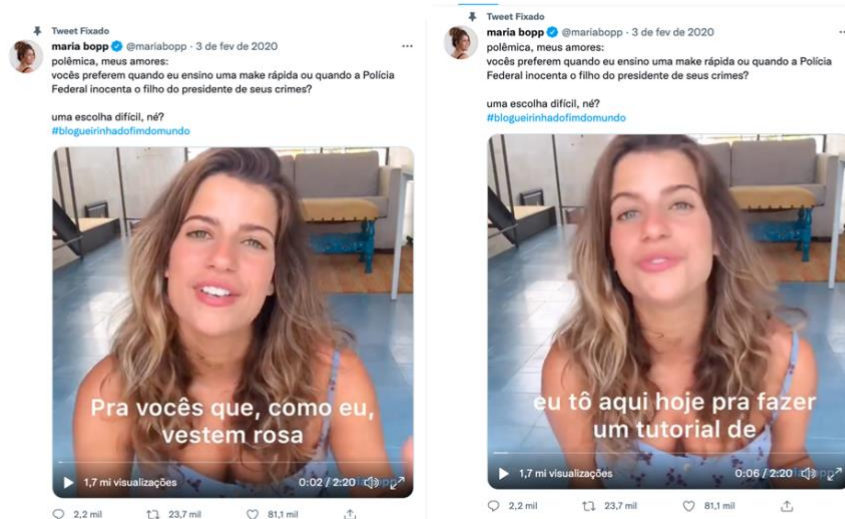 Tweet Fixado
maria bopp @mariabopp · 3 de fev de 2020
polêmica, meus amores:
vocês preferem quando eu ensino uma make rápida ou quando a Polícia
Federal inocenta o filho do presidente de seus crimes?
uma escolha difícil, né?
#blogueirinhadofimdomundo
Pra vocês que, como eu,
vestem rosa
1,7 mi visualizações
0:02 / 2:20
2,2 mil 23,7 mil 81,1 mil
Tweet Fixado
maria bopp @mariabopp · 3 de fev de 2020
polêmica, meus amores:
vocês preferem quando eu ensino uma make rápida ou quando a Polícia
Federal inocenta o filho do presidente de seus crimes?
uma escolha difícil, né?
#blogueirinhadofimdomundo
eu tô aqui hoje pra fazer
um tutorial de
1,7 mi visualizações
0:06 / 2:20
2,2 mil 23,7 mil 81,1 mil